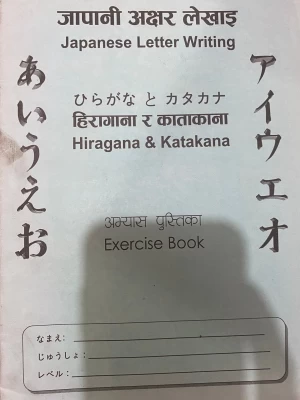 जापानी अक्षर लेखाइ
Japanese Letter Writing
あいうえお
アイウエオ
ひらがな と カタカナ
हिरागाना र काताकाना
Hiragana & Katakana
अभ्यास पुस्तिका
Exercise Book
なまえ:
じゅうしょ:
レベル: